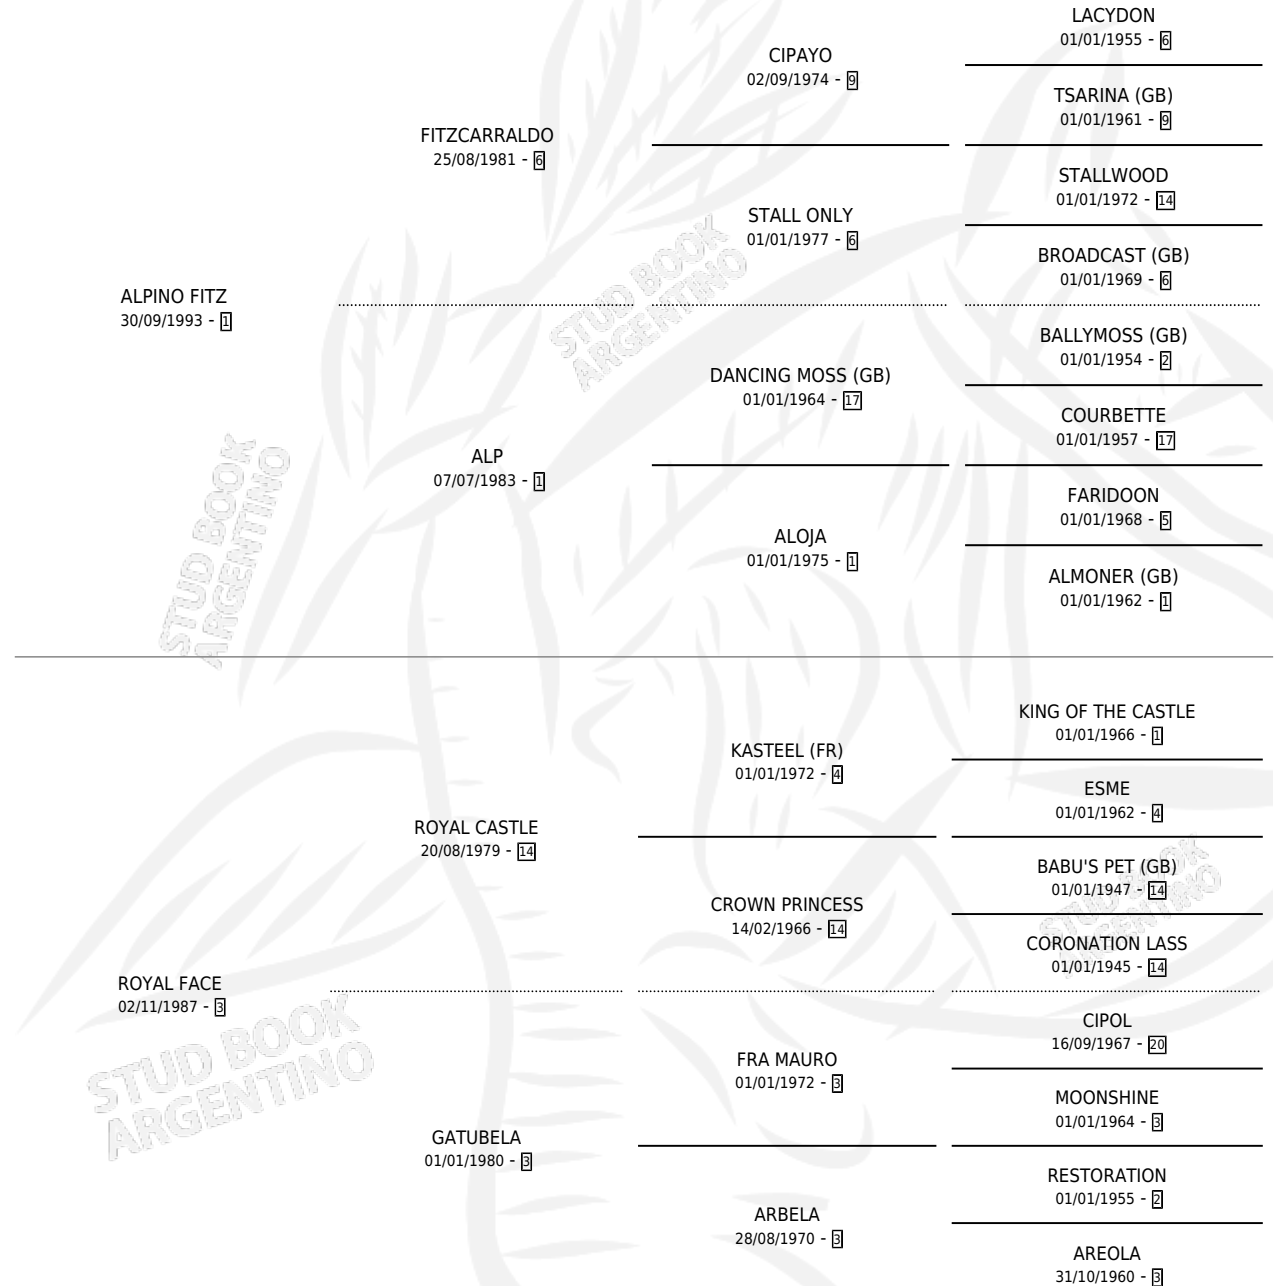 LACYDON
01/01/1955 - 6
CIPAYO
02/09/1974 - 9
TSARINA (GB)
01/01/1961 - 9
FITZCARRALDO
25/08/1981 - 6
STALLWOOD
01/01/1972 - 14
STALL ONLY
01/01/1977 - 6
BROADCAST (GB)
01/01/1969 - 6
ALPINO FITZ
30/09/1993 - 1
BALLYMOSS (GB)
01/01/1954 - 2
DANCING MOSS (GB)
01/01/1964 - 17
COURBETTE
01/01/1957 - 17
ALP
07/07/1983 - 1
FARIDOON
01/01/1968 - 5
ALOJA
01/01/1975 - 1
ALMONER (GB)
01/01/1962 - 1
STUD BOOK
ARGENTINO
STUD BOOK
ARGENTINO
KING OF THE CASTLE
01/01/1966 - 1
KASTEEL (FR)
01/01/1972 - 4
ESME
01/01/1962 - 4
ROYAL CASTLE
20/08/1979 - 14
BABU'S PET (GB)
01/01/1947 - 14
CROWN PRINCESS
14/02/1966 - 14
CORONATION LASS
01/01/1945 - 14
STUD BOOK
ARGENTINO
ROYAL FACE
02/11/1987 - 3
CIPOL
16/09/1967 - 20
FRA MAURO
01/01/1972 - 3
MOONSHINE
01/01/1964 - 3
STUD BOOK
ARGENTINO
GATUBELA
01/01/1980 - 3
RESTORATION
01/01/1955 - 2
ARBELA
28/08/1970 - 3
AREOLA
31/10/1960 - 3